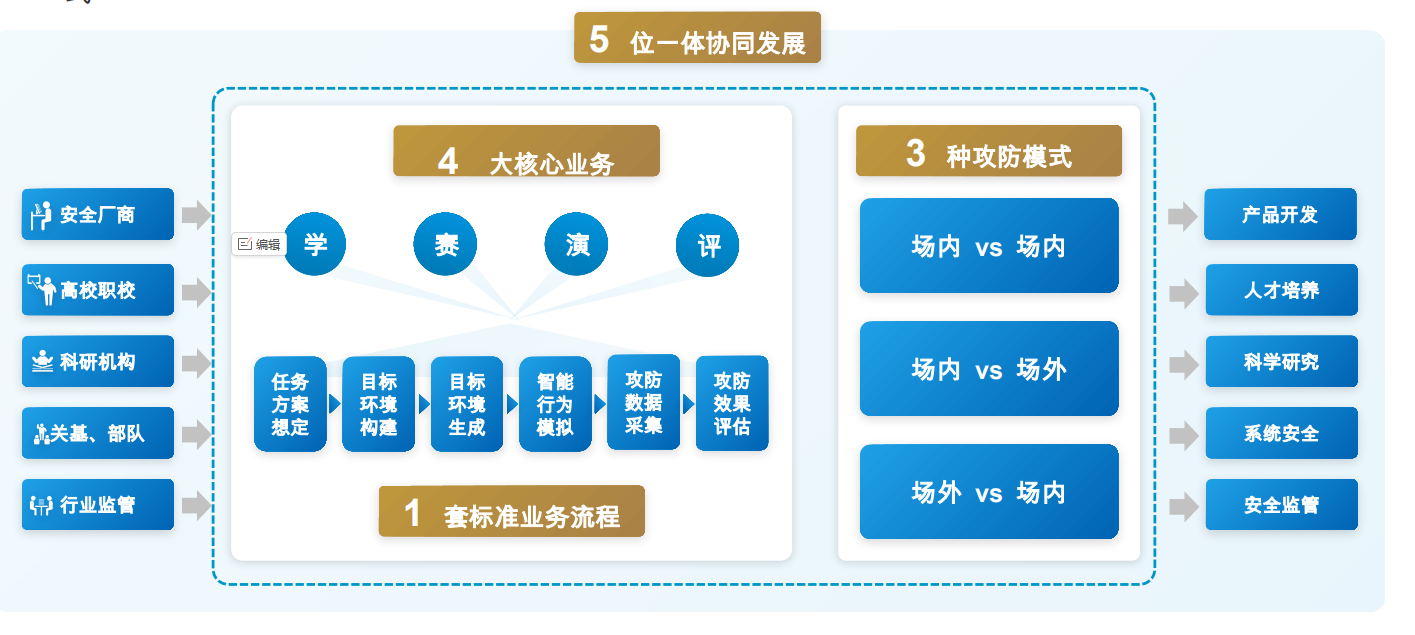 5 位一体协同发展
4 大核心业务
3 种攻防模式
安全厂商
高校职校
科研机构
关基、部队
行业监管
编辑
学
赛
演
评
任务
方案
想定
目标
环境
构建
目标
环境
生成
智能
行为
模拟
攻防
数据
采集
攻防
效果
评估
1 套标准业务流程
场内 vs 场内
场内 vs 场外
场外 vs 场内
产品开发
人才培养
科学研究
系统安全
安全监管